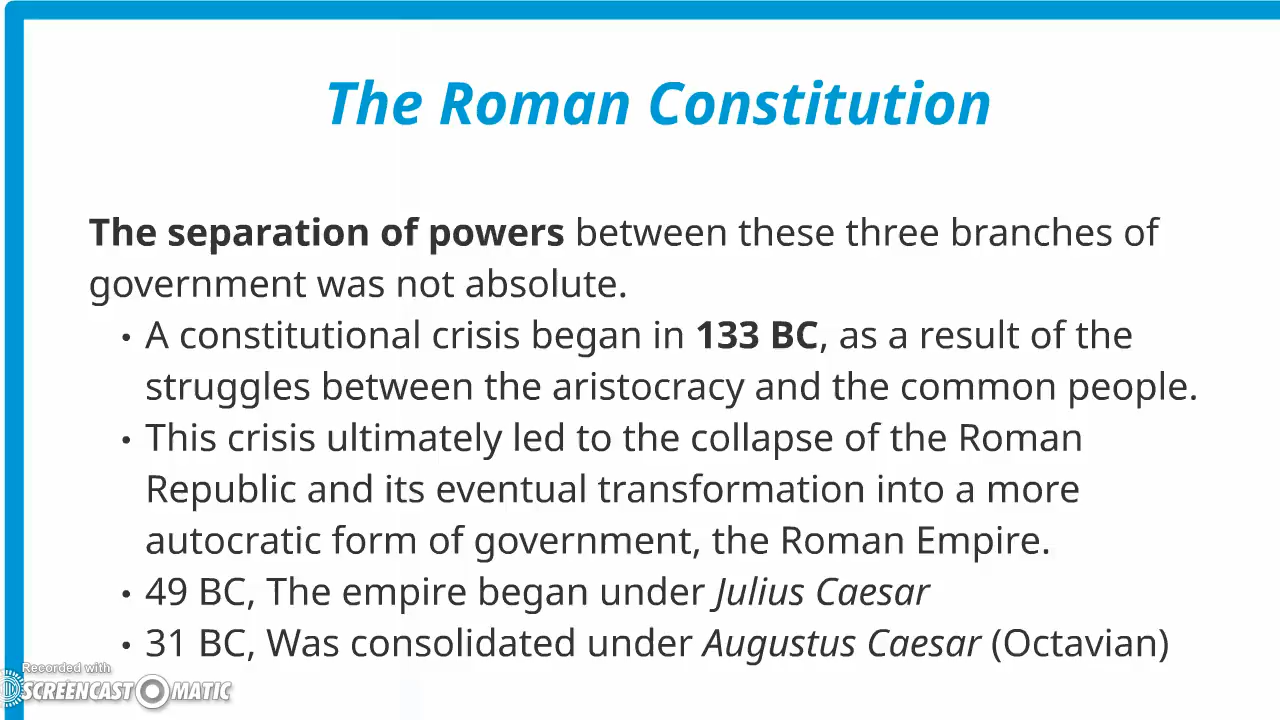 The Roman Constitution
The separation of powers between these three branches of
government was not absolute.
• A constitutional crisis began in 133 BC, as a result of the
struggles between the aristocracy and the common people.
• This crisis ultimately led to the collapse of the Roman
Republic and its eventual transformation into a more
autocratic form of government, the Roman Empire.
• 49 BC, The empire began under Julius Caesar
• 31 BC, Was consolidated under Augustus Caesar (Octavian)
Recorded with
SCREENCAST MATIC